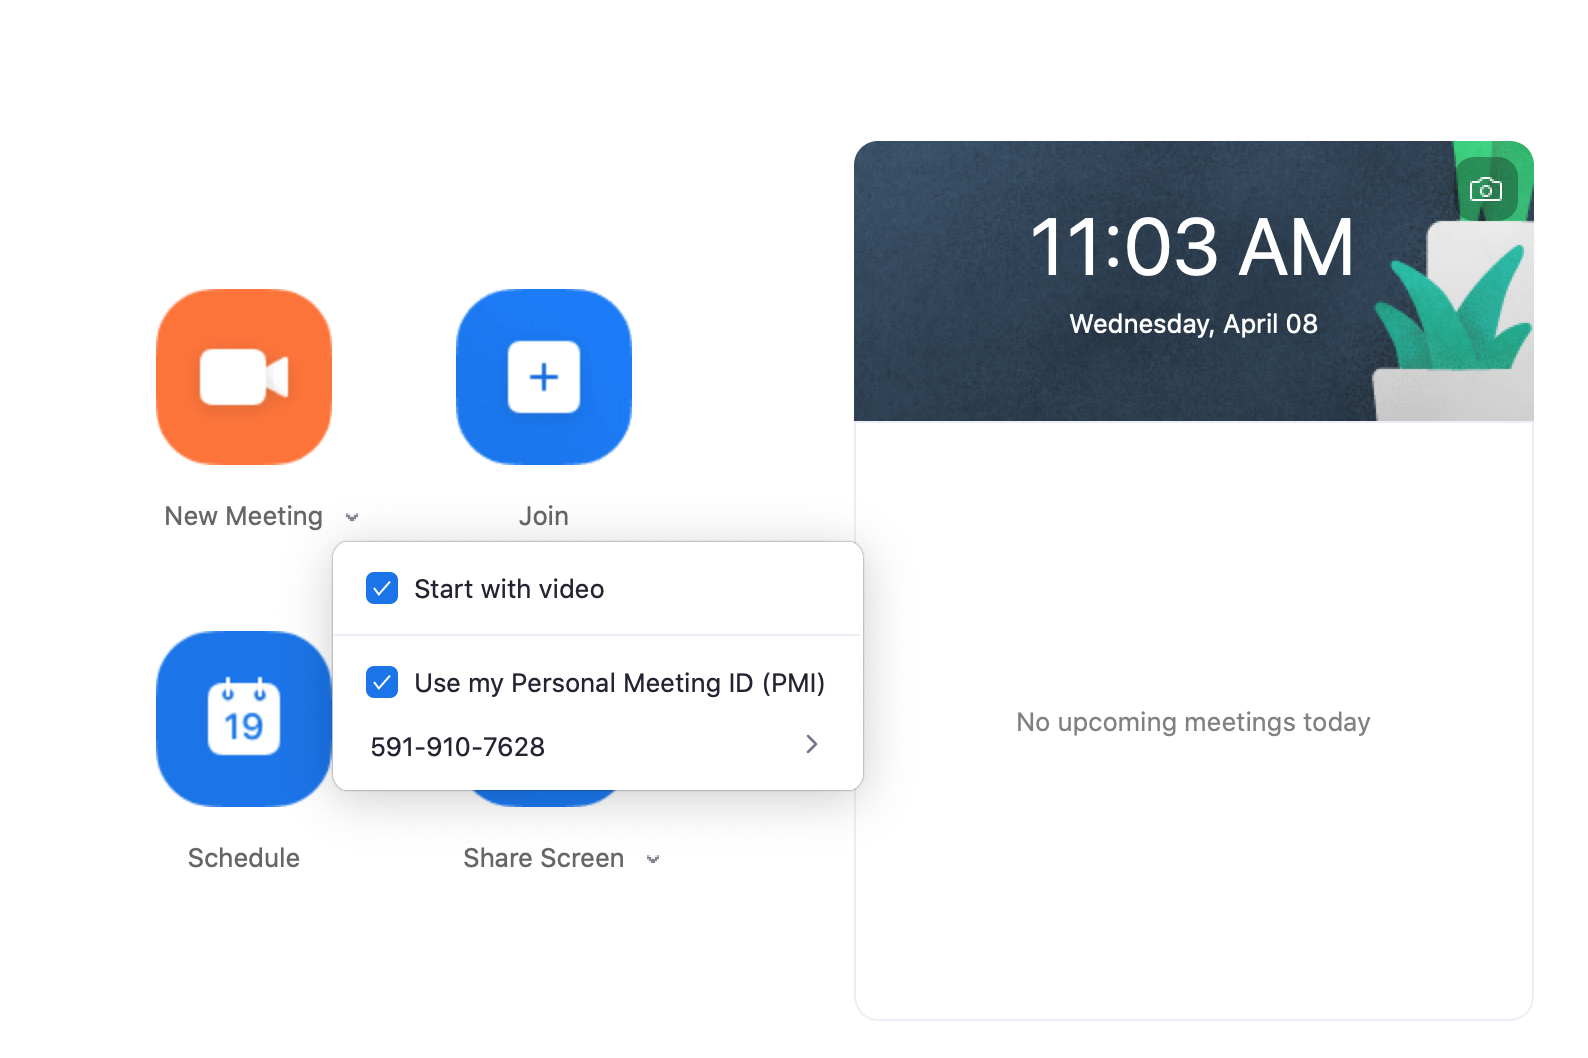 11:03 AM
Wednesday, April 08
New Meeting
Join
Start with video
Use my Personal Meeting ID (PMI)
591-910-7628
19
Schedule
Share Screen
No upcoming meetings today